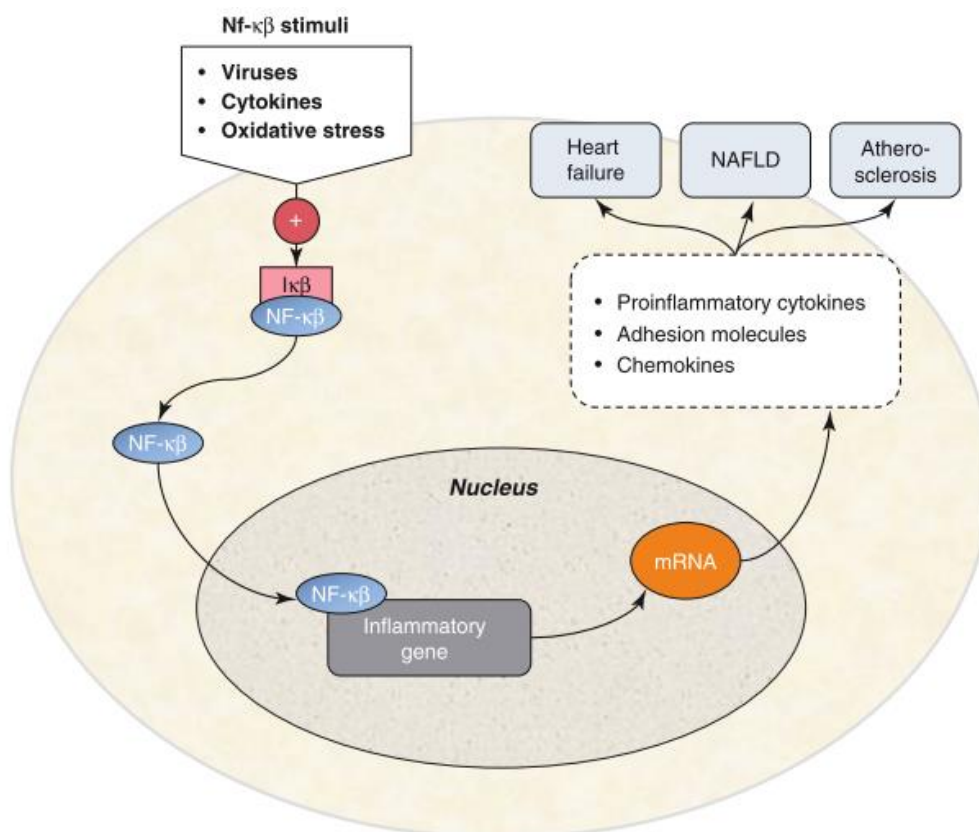 Nf-κβ stimuli
• Viruses
• Cytokines
• Oxidative stress
+
Iκβ
NF-κβ
NF-κβ
Heart
failure
NAFLD
Athero-
sclerosis
• Proinflammatory cytokines
• Adhesion molecules
• Chemokines
Nucleus
NF-κβ
Inflammatory
gene
mRNA